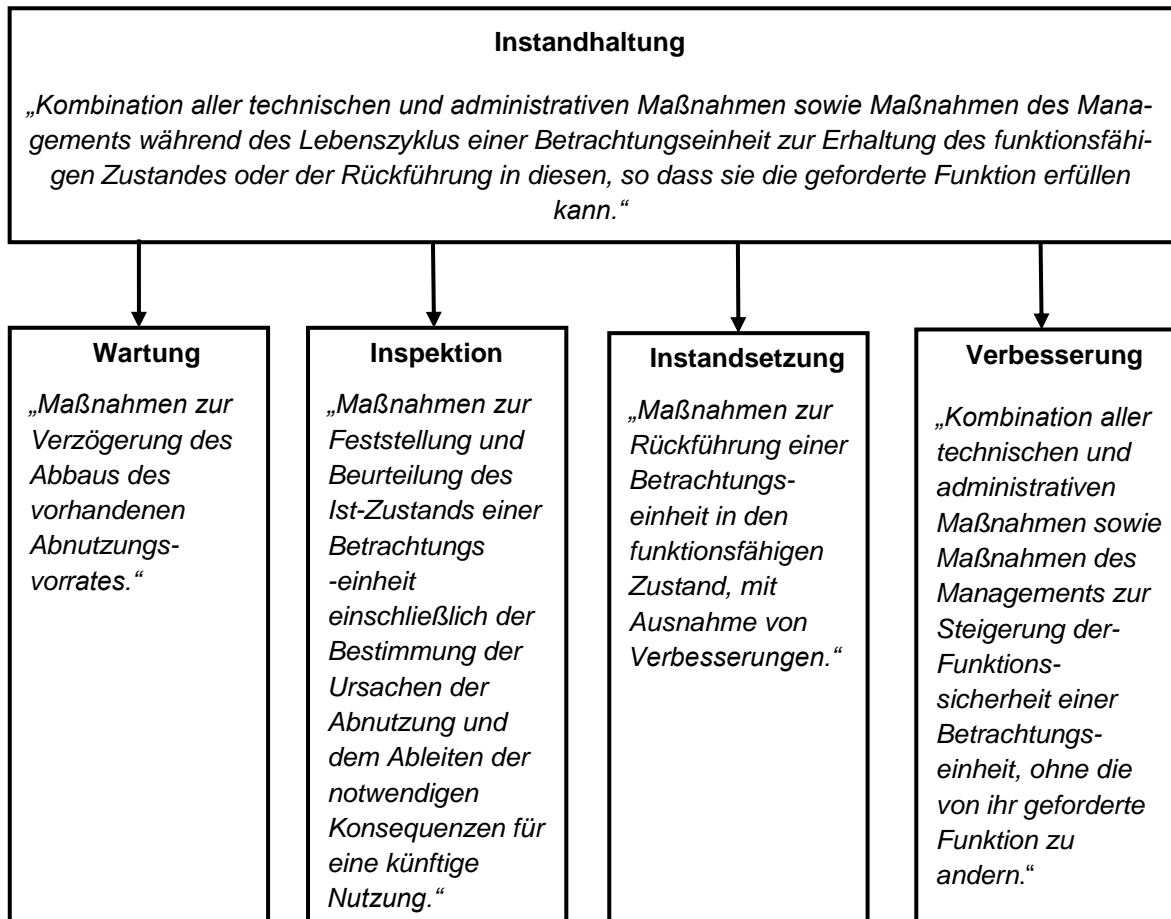 Instandhaltung
„Kombination aller technischen und administrativen Maßnahmen sowie Maßnahmen des Mana-
gements während des Lebenszyklus einer Betrachtungseinheit zur Erhaltung des funktionsfähi-
gen Zustandes oder der Rückführung in diesen, so dass sie die geforderte Funktion erfüllen
kann.“
Wartung
„Maßnahmen zur
Verzögerung des
Abbaus des
vorhandenen
Abnutzungs-
vorrates.“
Inspektion
„Maßnahmen zur
Feststellung und
Beurteilung des
Ist-Zustands einer
Betrachtungs
-einheit
einschließlich der
Bestimmung der
Ursachen der
Abnutzung und
dem Ableiten der
notwendigen
Konsequenzen für
eine künftige
Nutzung.“
Instandsetzung
„Maßnahmen zur
Rückführung einer
Betrachtungs-
einheit in den
funktionsfähigen
Zustand, mit
Ausnahme von
Verbesserungen.“
Verbesserung
„Kombination aller
technischen und
administrativen
Maßnahmen sowie
Maßnahmen des
Managements zur
Steigerung der-
Funktions-
sicherheit einer
Betrachtungs-
einheit, ohne die
von ihr geforderte
Funktion zu
andern.“